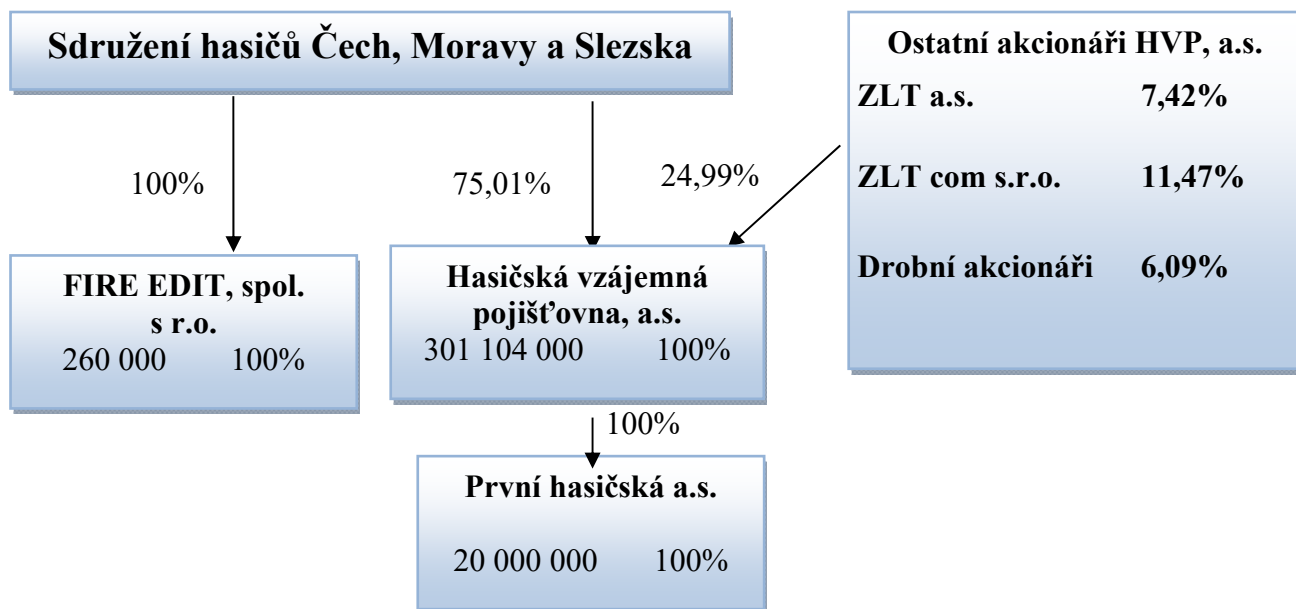 Sdružení hasičů Čech, Moravy a Slezska
Ostatní akcionáři HVP, a.s.
ZLT a.s. 7,42%
ZLT com s.r.o. 11,47%
Drobní akcionáři 6,09%
100%
75,01%
24,99%
FIRE EDIT, spol.
s r.o.
260 000 100%
Hasičská vzájemná
pojišťovna, a.s.
301 104 000 100%
100%
První hasičská a.s.
20 000 000 100%